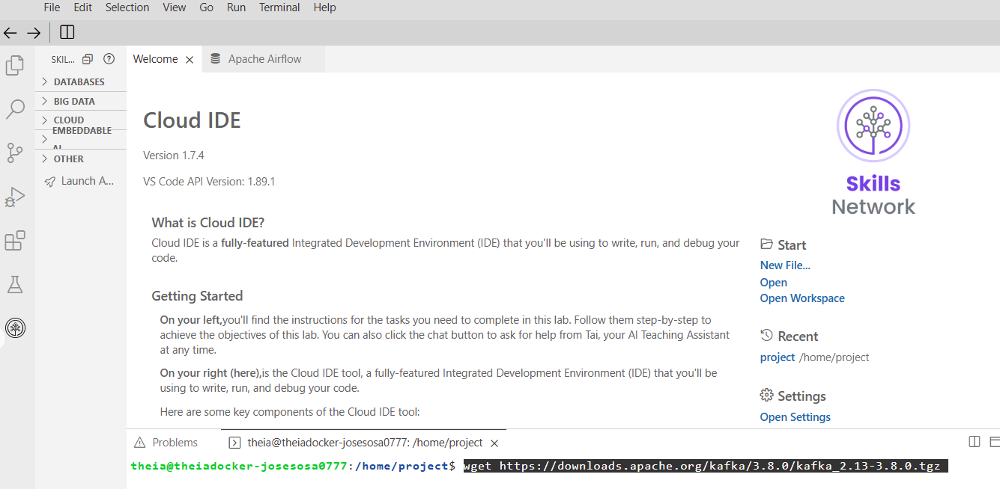 File Edit Selection View Go Run Terminal Help
SKIL... Welcome Apache Airflow
DATABASES
BIG DATA
CLOUD
EMBEDDABLE
AI
OTHER
Launch A...
Cloud IDE
Version 1.7.4
VS Code API Version: 1.89.1
What is Cloud IDE?
Cloud IDE is a fully-featured Integrated Development Environment (IDE) that you'll be using to write, run, and debug your
code.
Getting Started
On your left,you'll find the instructions for the tasks you need to complete in this lab. Follow them step-by-step to
achieve the objectives of this lab. You can also click the chat button to ask for help from Tai, your AI Teaching Assistant
at any time.
On your right (here),is the Cloud IDE tool, a fully-featured Integrated Development Environment (IDE) that you'll be
using to write, run, and debug your code.
Here are some key components of the Cloud IDE tool:
Skills
Network
Start
New File...
Open
Open Workspace
Recent
project /home/project
Settings
Open Settings
Problems theia@theiadocker-josesosa0777: /home/project
theia@theiadocker-josesosa0777:/home/project$ wget https://downloads.apache.org/kafka/3.8.0/kafka_2.13-3.8.0.tgz